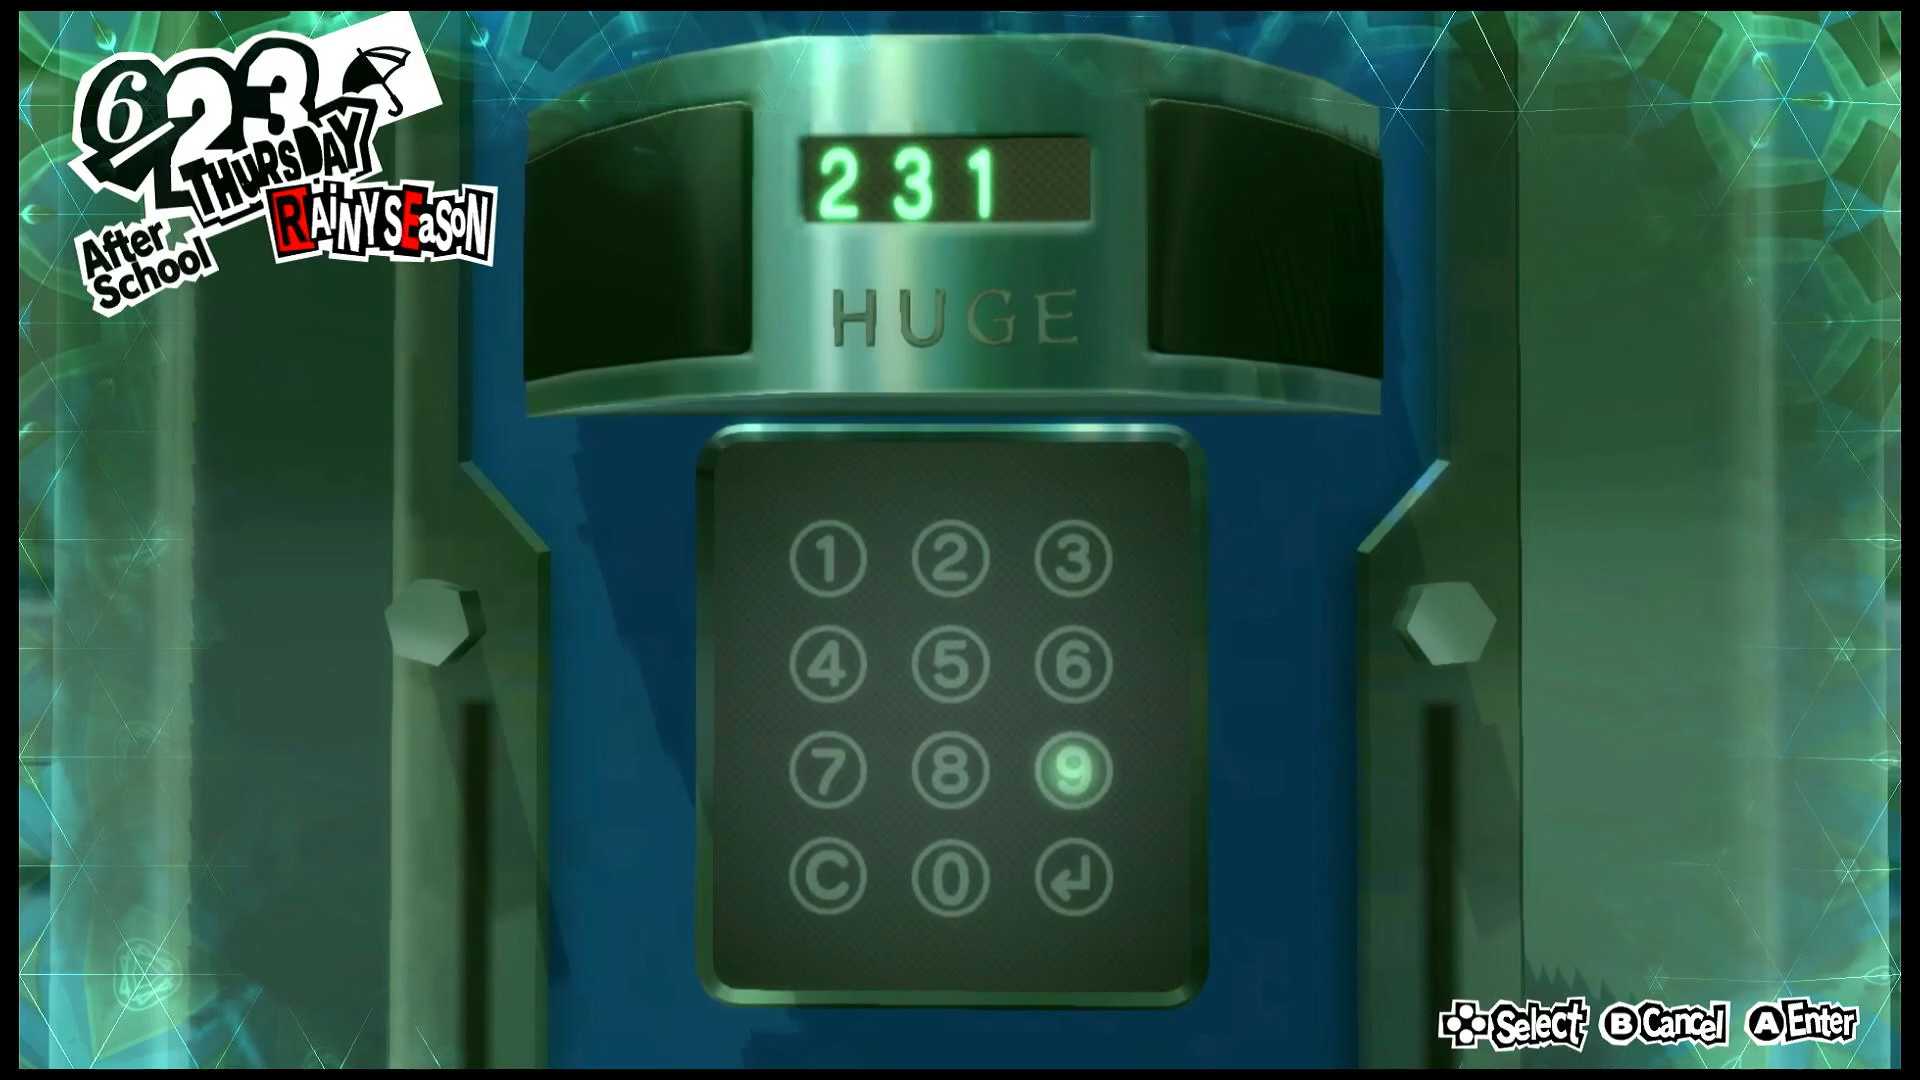 6/23
THURSDAY
RAiNY SEaSoN
After
School
231
HUGE
1 2 3
4 5 6
7 8 9
C 0
Select B Cancel A Enter